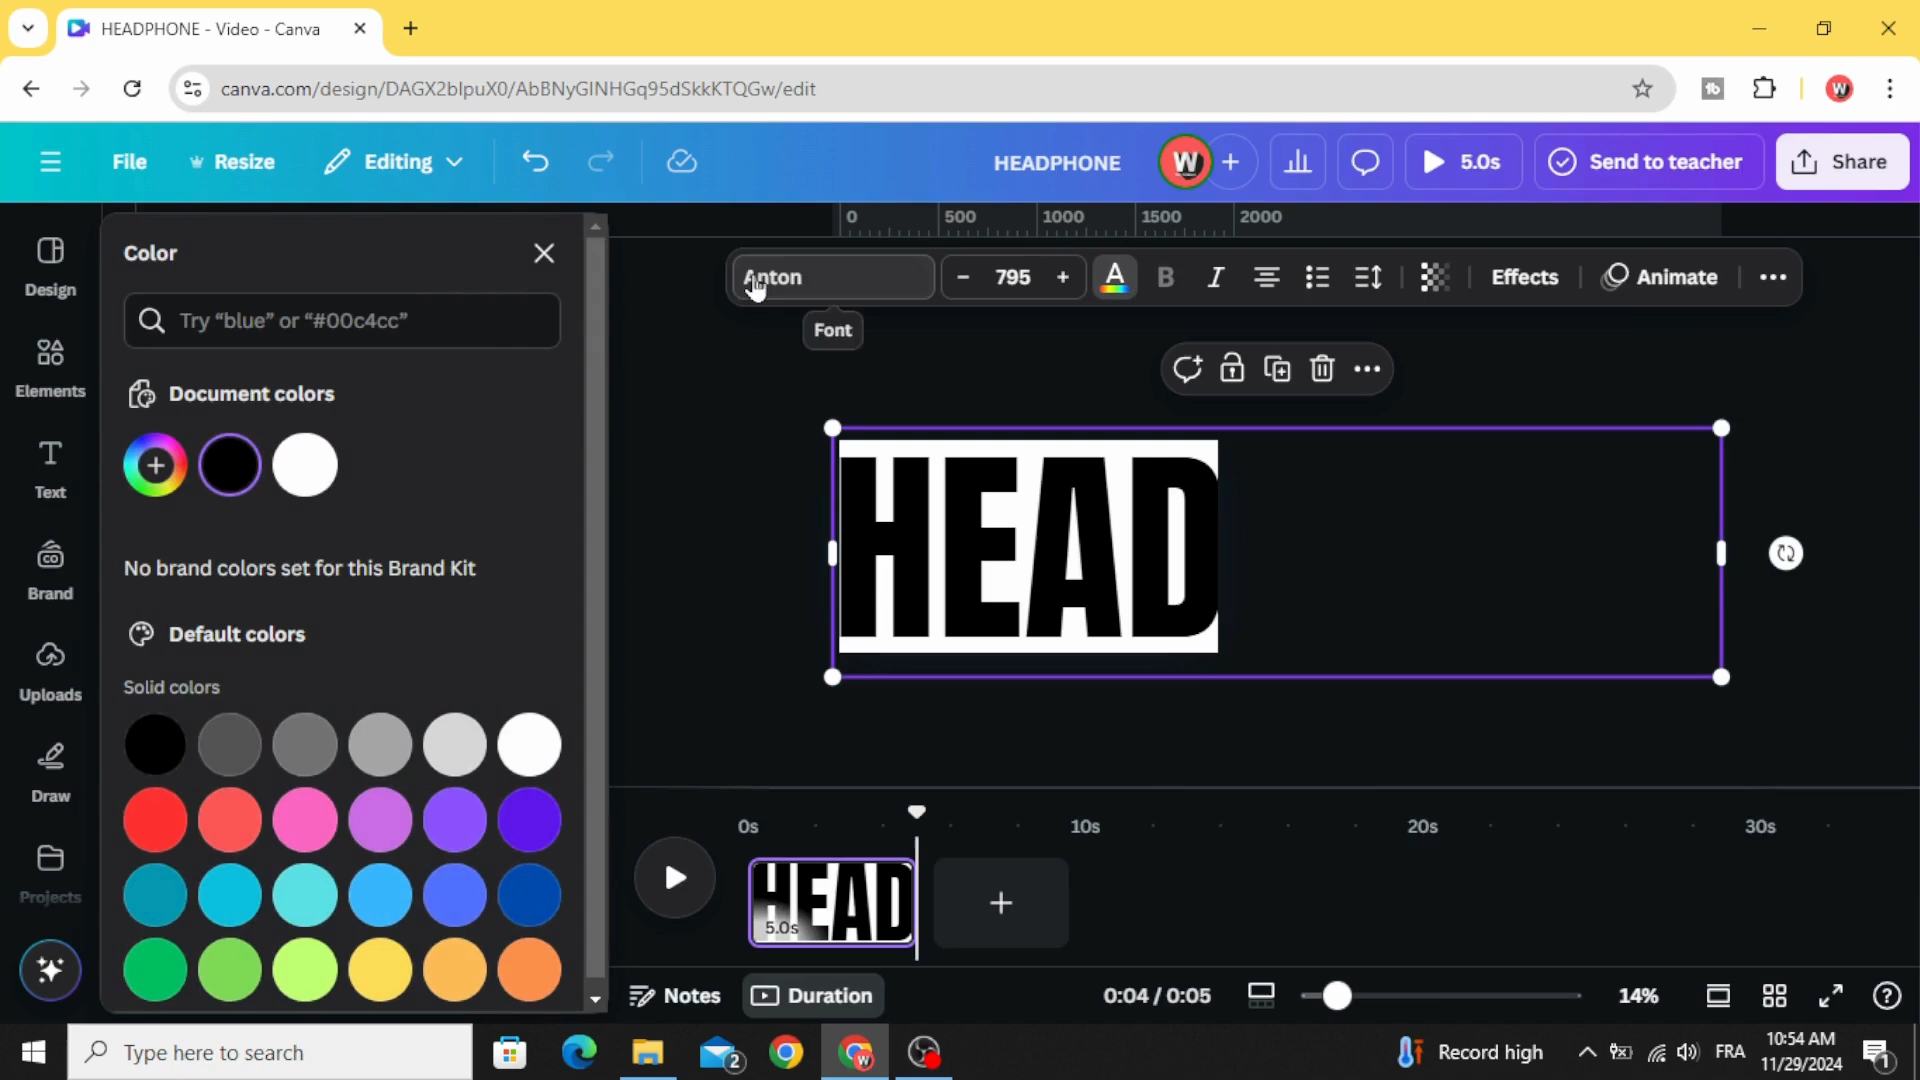 HEADPHONE - Video - Canva
canva.com/design/DAGX2bIpuX0/AbBNyGINHGq95dSkkKTQGw/edit
File
Resize
Editing
HEADPHONE
W
5.0s
Send to teacher
Share
Design
Elements
Text
Brand
Uploads
Draw
Projects
Color
Try “blue” or “#00c4cc”
Document colors
No brand colors set for this Brand Kit
Default colors
Solid colors
0 500 1000 1500 2000
Anton
795
A
B
I
Effects
Animate
Font
HEAD
0s 10s 20s 30s
HEAD
5.0s
Notes
Duration
0:04 / 0:05
14%
Type here to search
2
Record high
FRA
10:54 AM
11/29/2024
1